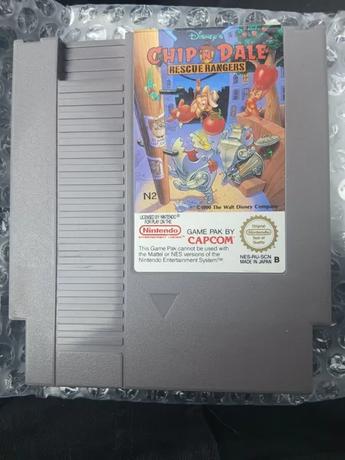 Disney's
CHIP 'N DALE
RESCUE RANGERS
N2
©1990 The Walt Disney Company
LICENSED BY NINTENDO®
FOR PLAY ON THE
Nintendo
ENTERTAINMENT SYSTEM
GAME PAK BY
CAPCOM
This Game Pak cannot be used with
the Mattel or NES versions of the
Nintendo Entertainment System™.
Original
Nintendo
Seal of
Quality
NES-RU-SCN
MADE IN JAPAN
B